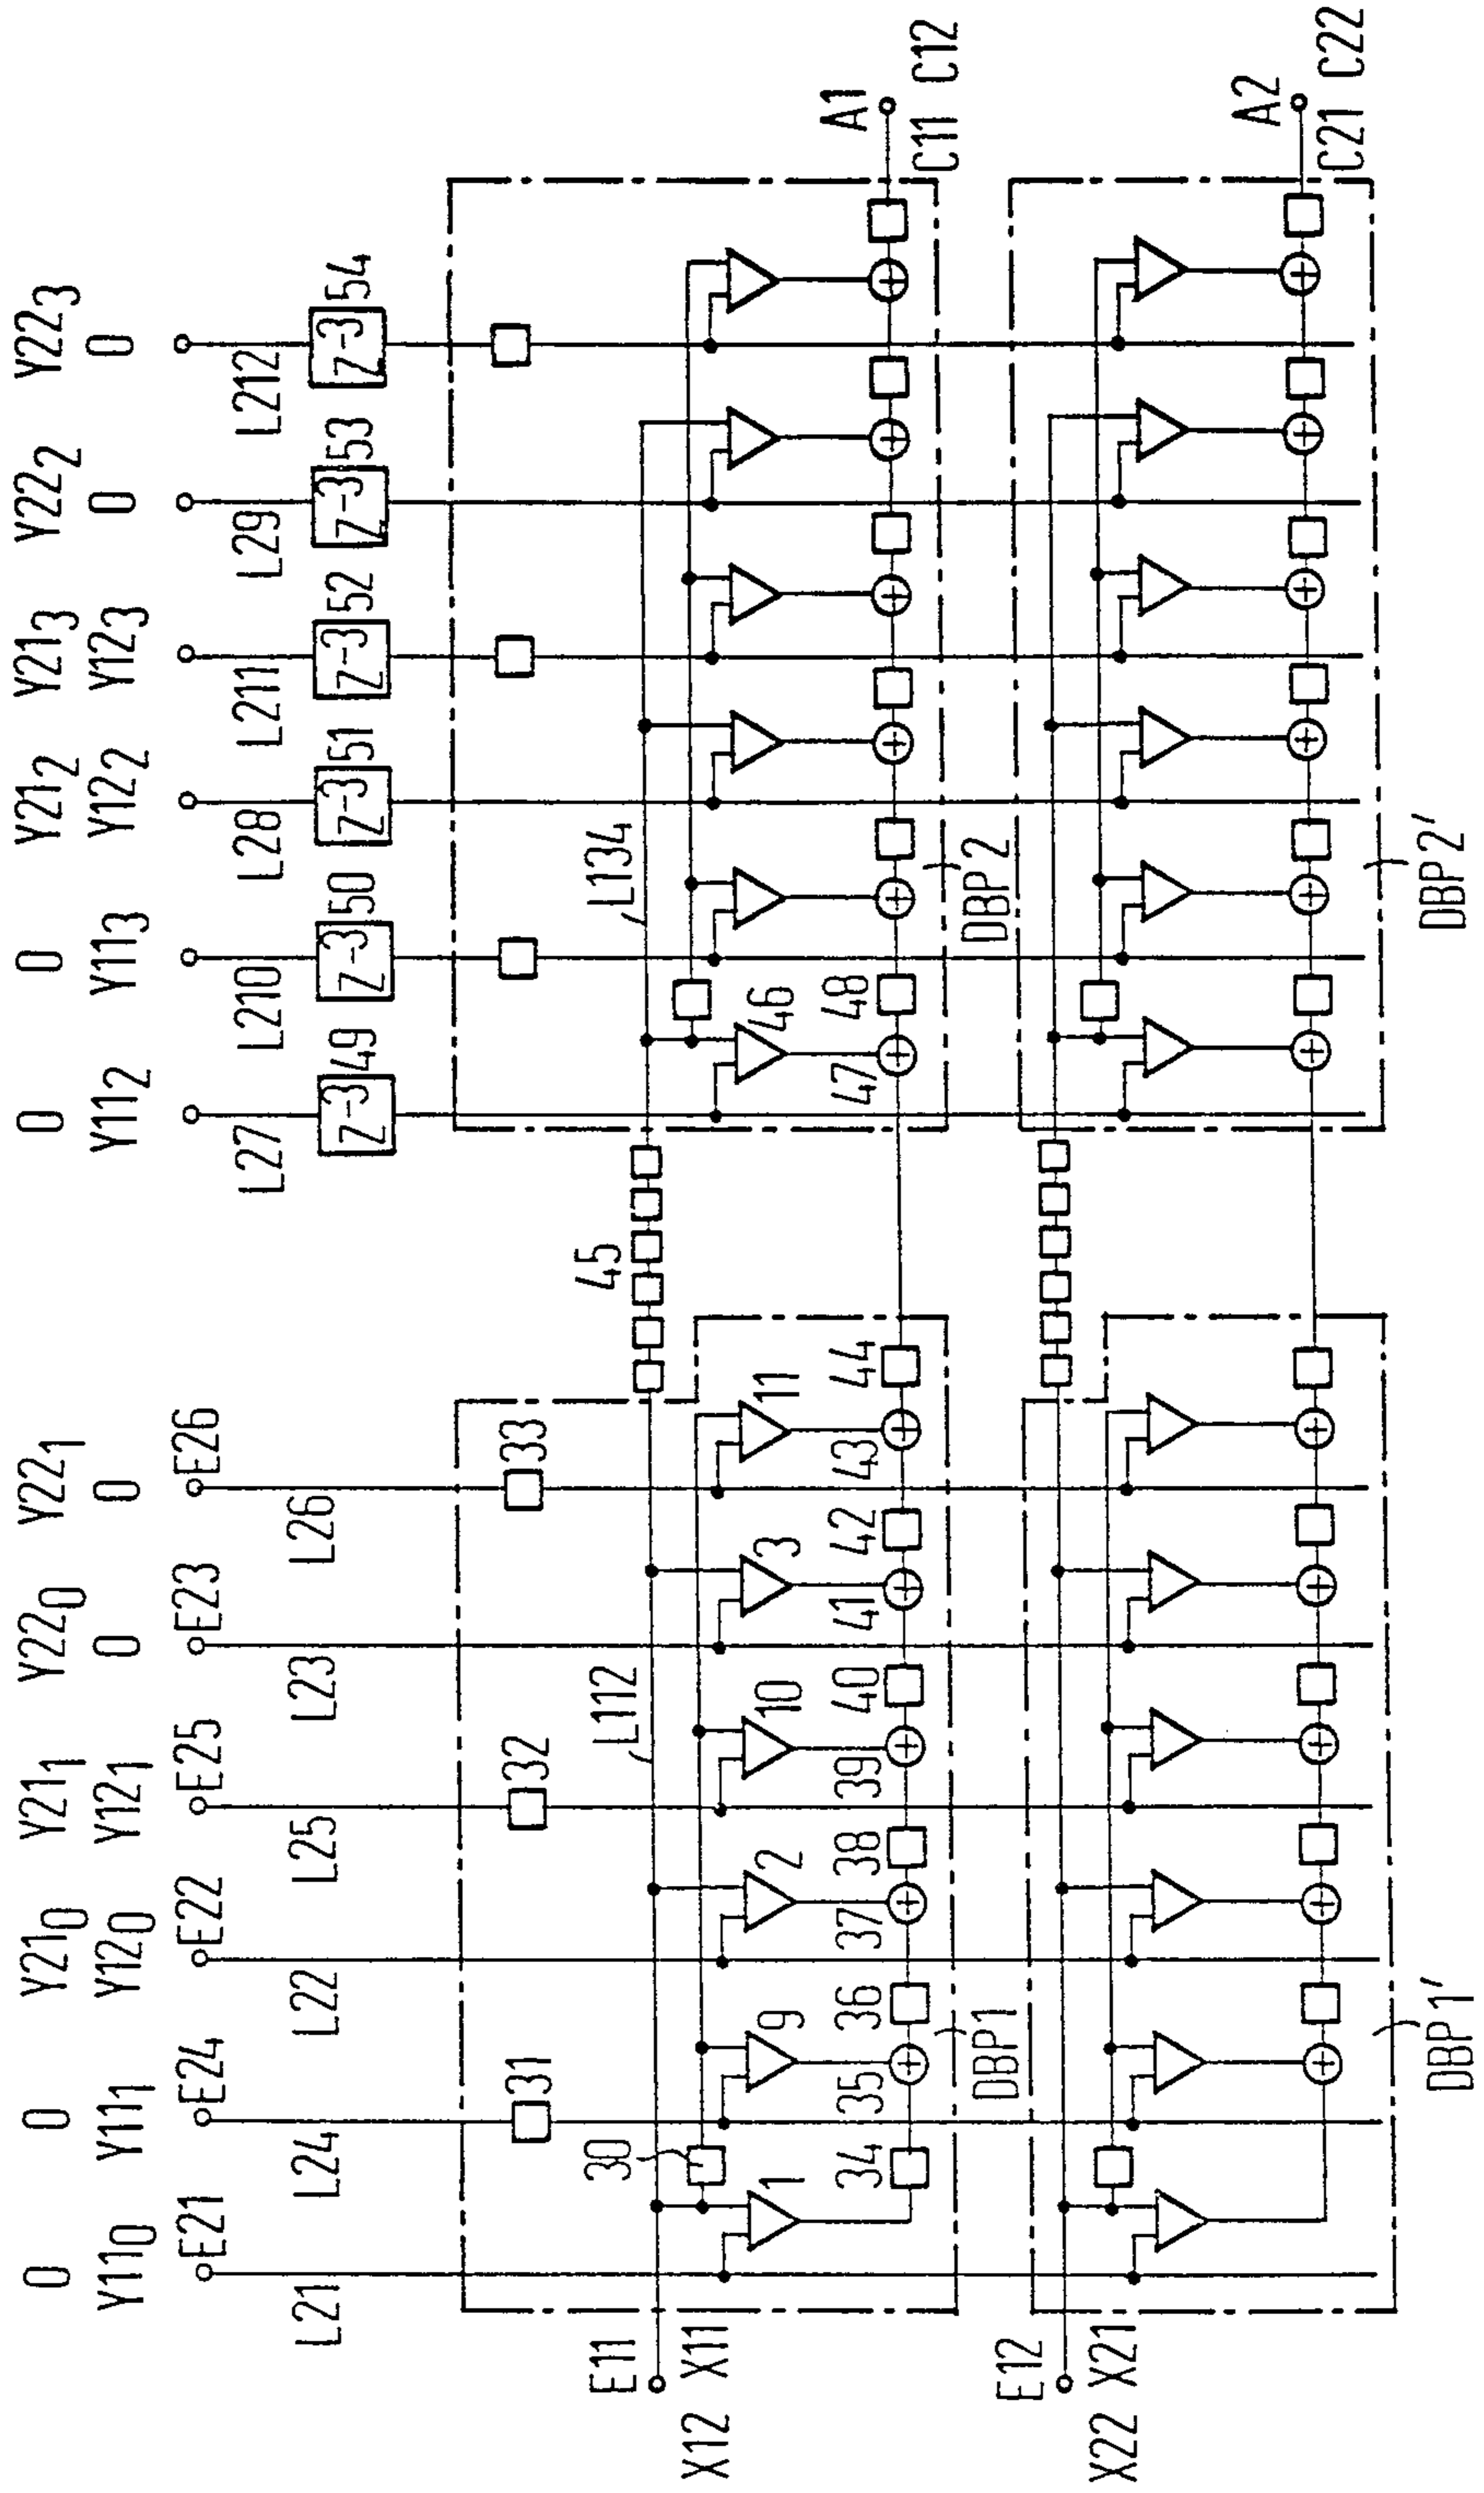 0 0 Y21₀ Y21₁ Y22₀ Y22₁ 0 0 Y21₂ Y21₃ Y22₂ Y22₃
Y11₀ Y11₁ Y12₀ Y12₁ 0 0 Y11₂ Y11₃ Y12₂ Y12₃ 0 0
E21 E24 E22 E25 E23 E26
L27 L210 L28 L211 L29 L212
L21 L24 L22 L25 L23 L26
49 50 51 52 53 54
Z-3 Z-3 Z-3 Z-3 Z-3 Z-3
31 32 33
E11 30 L112 45 L134
X12 X11
1 9 2 10 3 11 46
34 35 36 37 38 39 40 41 42 43 44 47 48 A1
C11 C12
DBP1 DBP2
E12
X22 X21
A2
C21 C22
DBP1' DBP2'